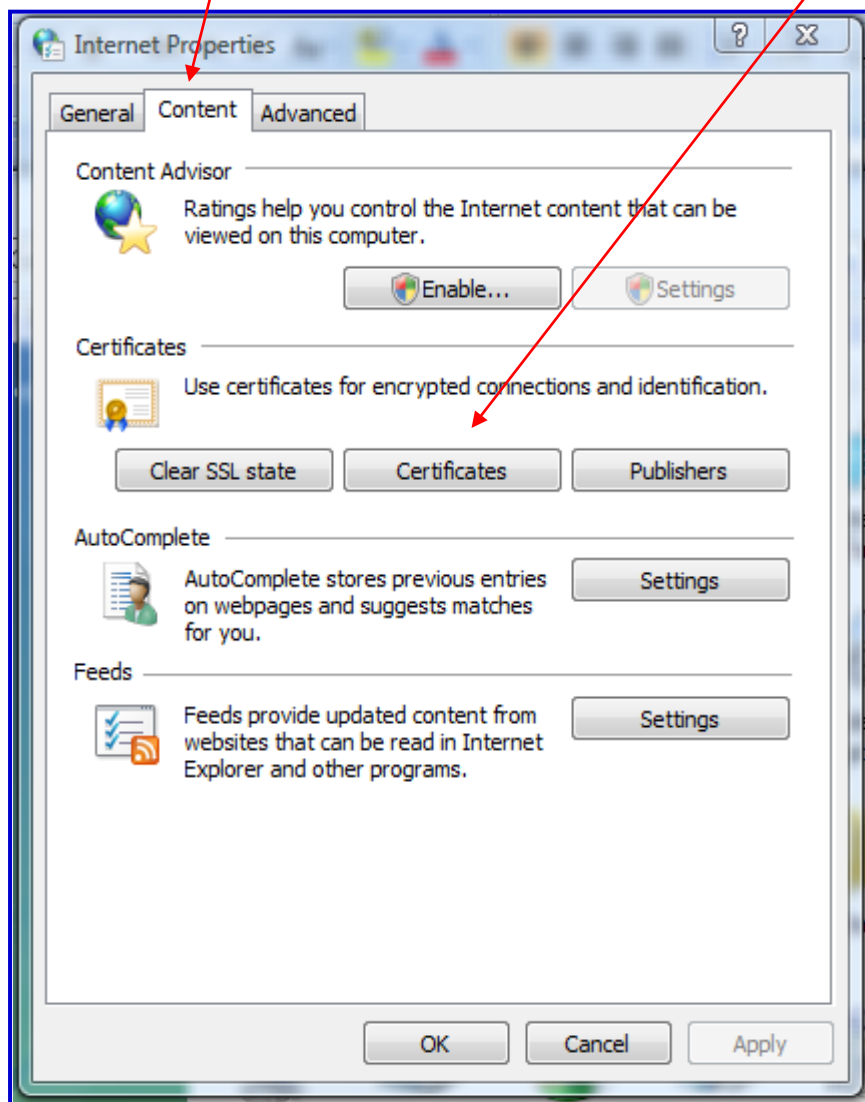 Internet Properties
General Content Advanced
Content Advisor
Ratings help you control the Internet content that can be
viewed on this computer.
Enable... Settings
Certificates
Use certificates for encrypted connections and identification.
Clear SSL state Certificates Publishers
AutoComplete
AutoComplete stores previous entries
on webpages and suggests matches
for you.
Settings
Feeds
Feeds provide updated content from
websites that can be read in Internet
Explorer and other programs.
Settings
OK Cancel Apply